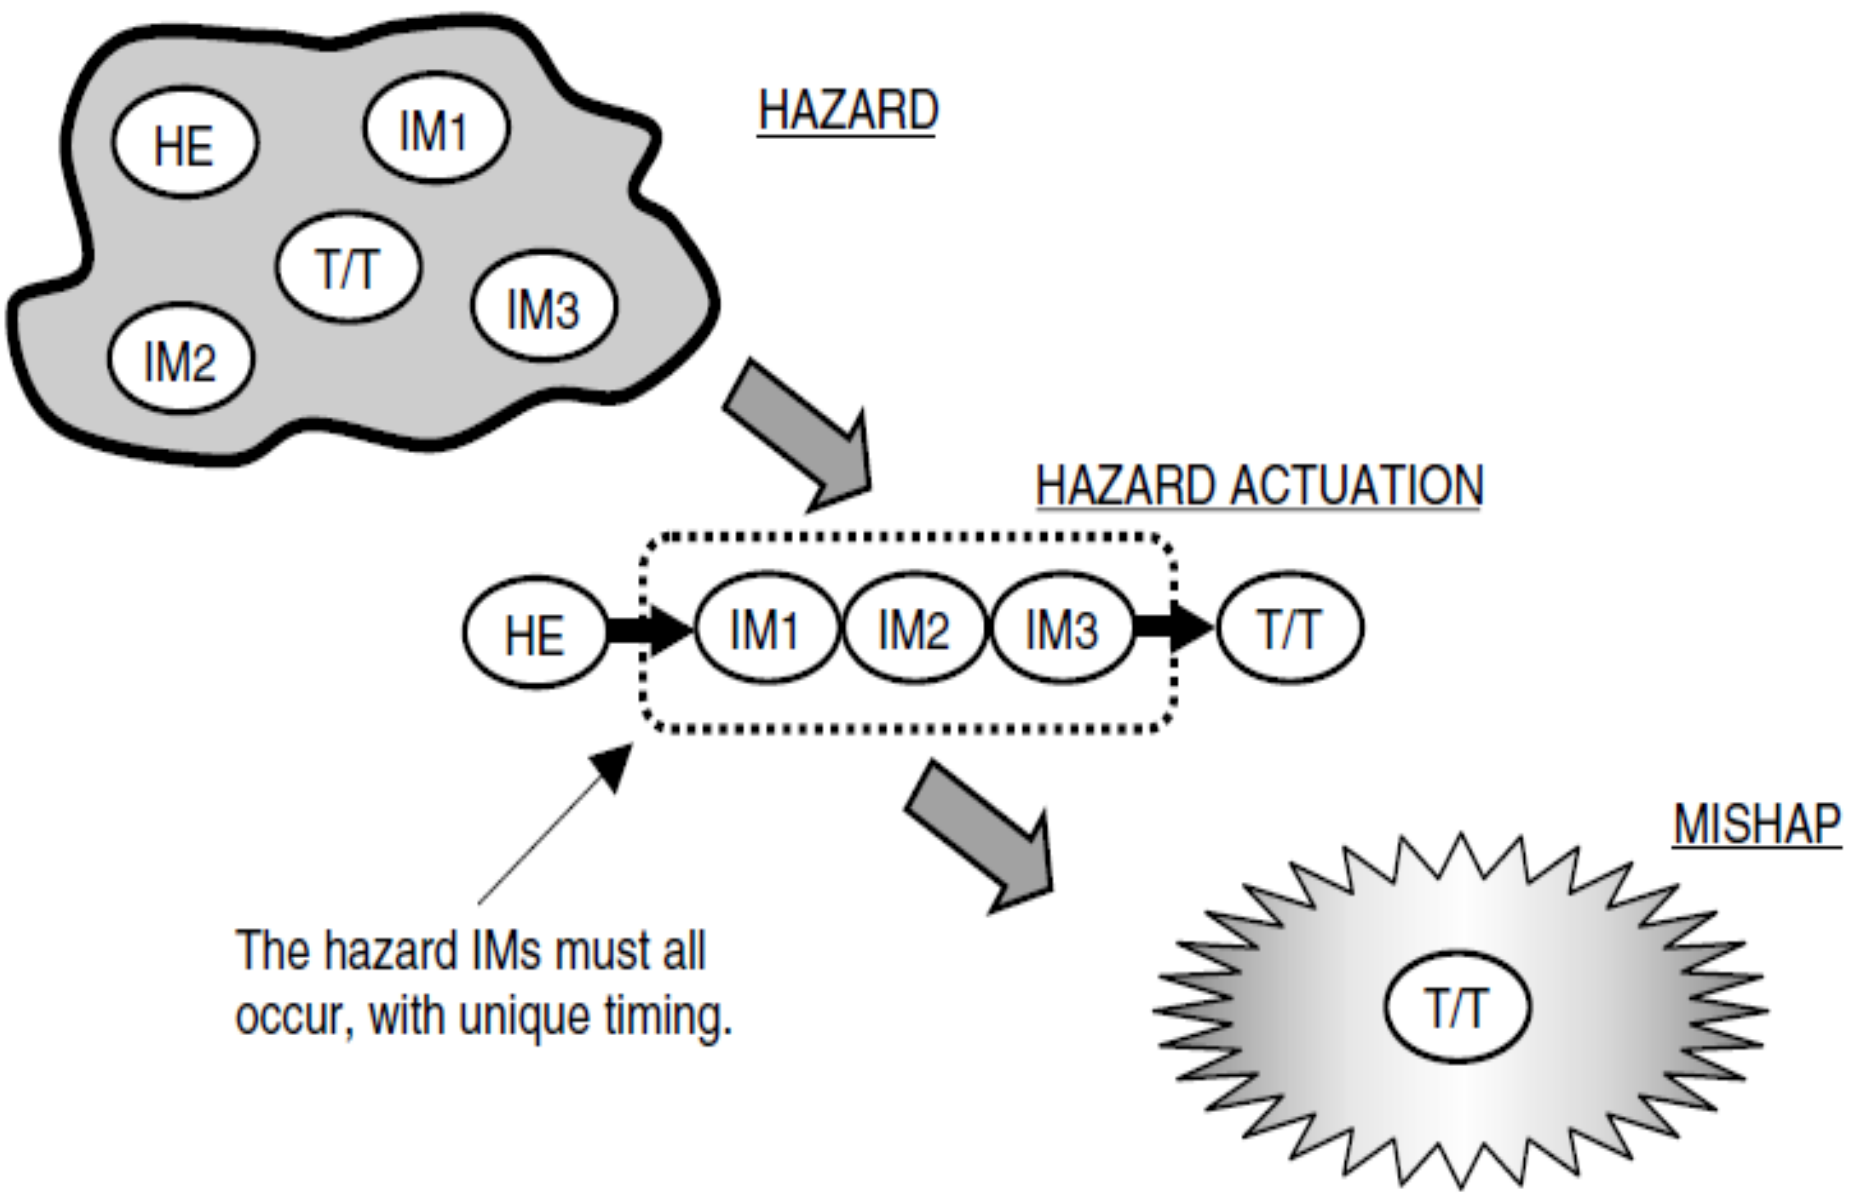 HAZARD
HE
IM1
T/T
IM3
IM2
HAZARD ACTUATION
HE
IM1
IM2
IM3
T/T
The hazard IMs must all
occur, with unique timing.
MISHAP
T/T